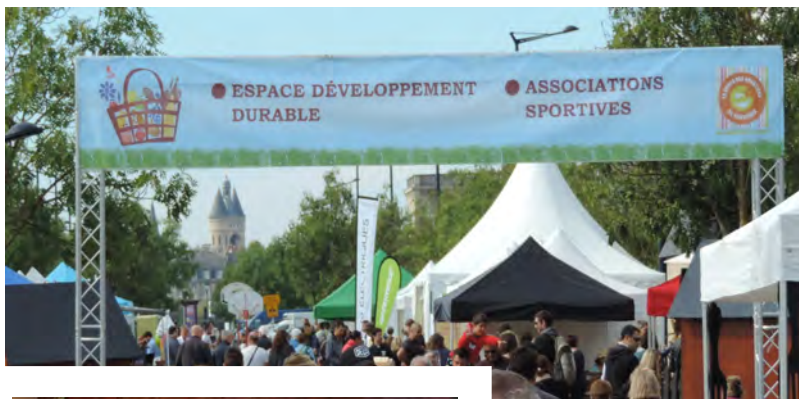 ● ESPACE DÉVELOPPEMENT
DURABLE
● ASSOCIATIONS
SPORTIVES